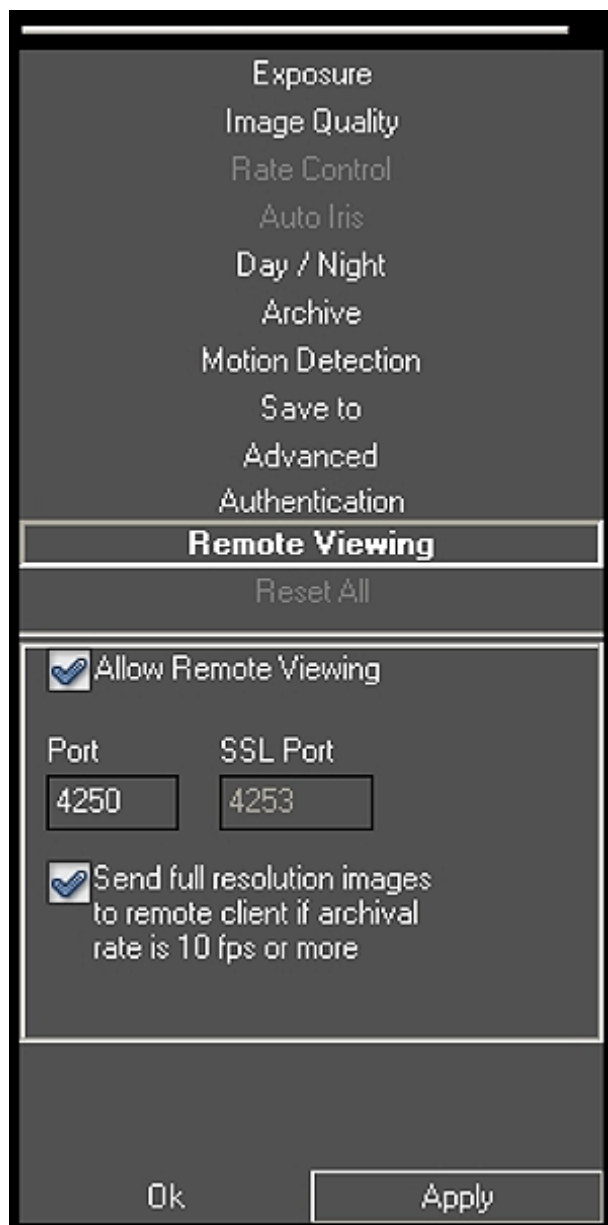 Exposure
Image Quality
Rate Control
Auto Iris
Day / Night
Archive
Motion Detection
Save to
Advanced
Authentication
Remote Viewing
Reset All
Allow Remote Viewing
Port SSL Port
4250 4253
Send full resolution images
to remote client if archival
rate is 10 fps or more
Ok Apply